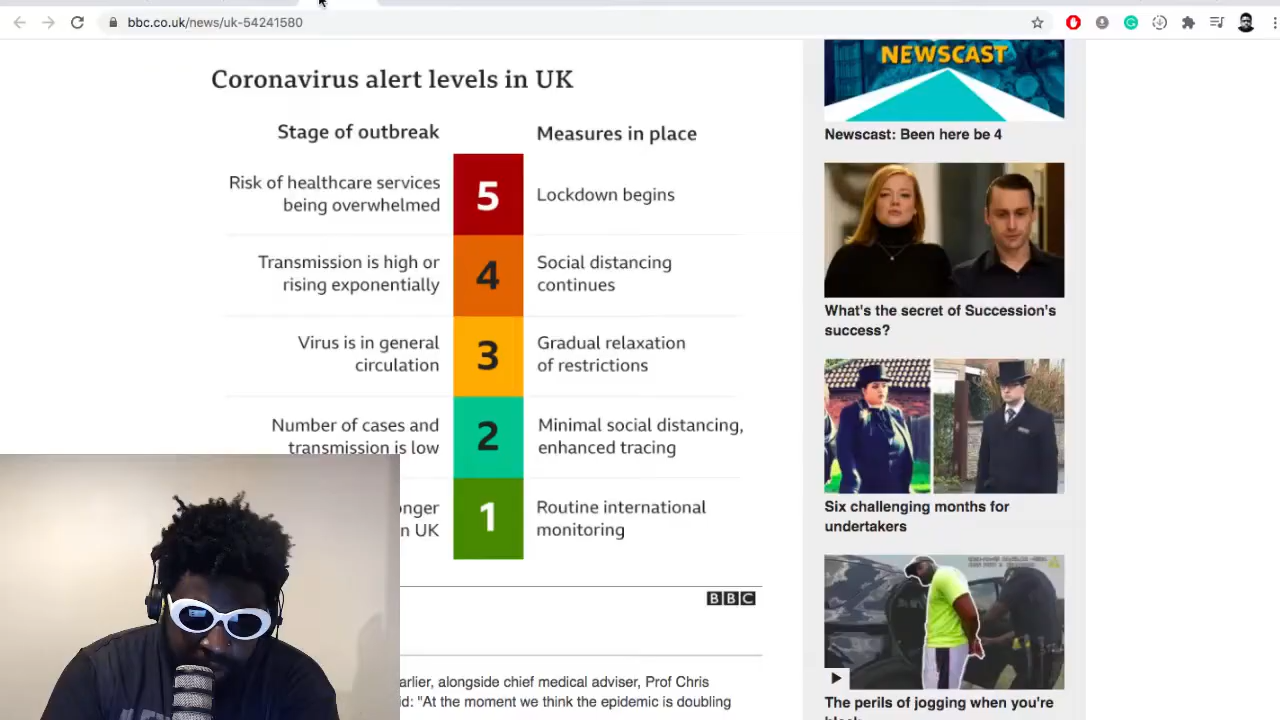 bbc.co.uk/news/uk-54241580
Coronavirus alert levels in UK
Stage of outbreak
Measures in place
Risk of healthcare services
being overwhelmed
5
Lockdown begins
Transmission is high or
rising exponentially
4
Social distancing
continues
Virus is in general
circulation
3
Gradual relaxation
of restrictions
Number of cases and
transmission is low
2
Minimal social distancing,
enhanced tracing
onger
n UK
1
Routine international
monitoring
BBC
arlier, alongside chief medical adviser, Prof Chris
id: "At the moment we think the epidemic is doubling
NEWSCAST
Newscast: Been here be 4
What's the secret of Succession's
success?
Six challenging months for
undertakers
The perils of jogging when you're